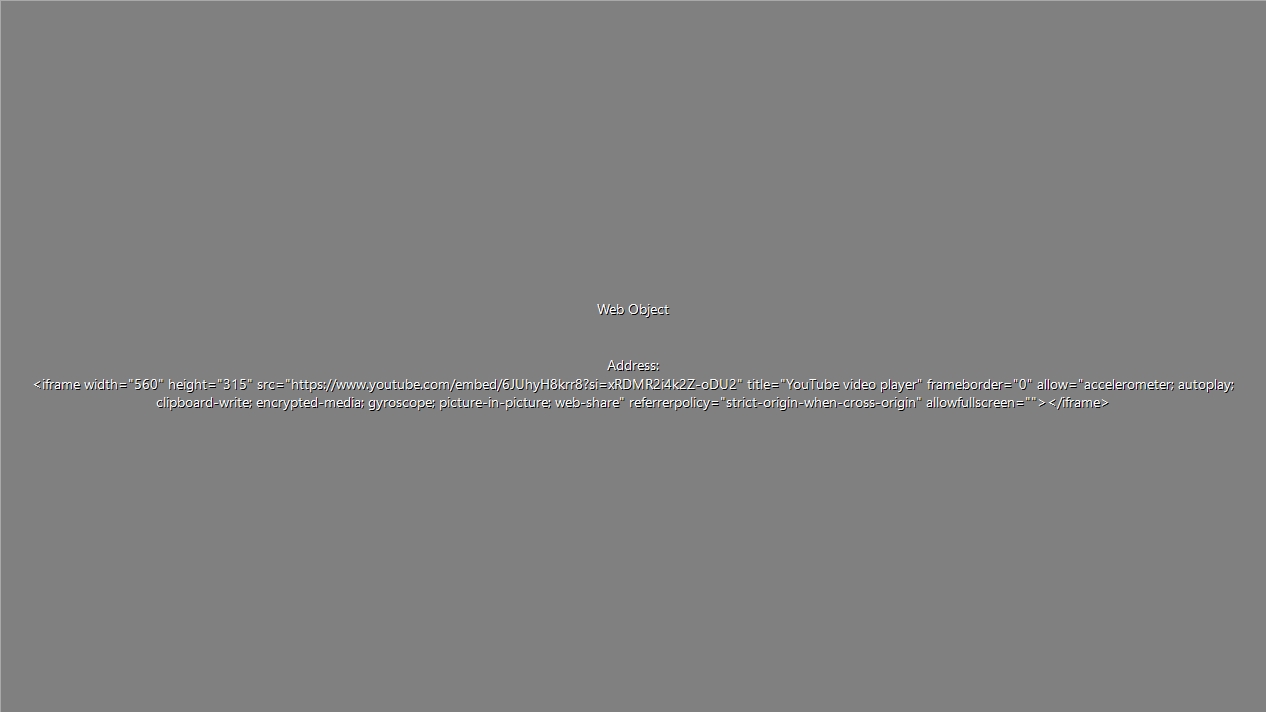 Web Object
Address:
<iframe width="560" height="315" src="https://www.youtube.com/embed/6JUhyH8krr8?si=xRDMR2i4k2Z-oDU2" title="YouTube video player" frameborder="0" allow="accelerometer; autoplay;
clipboard-write; encrypted-media; gyroscope; picture-in-picture; web-share" referrerpolicy="strict-origin-when-cross-origin" allowfullscreen=""></iframe>